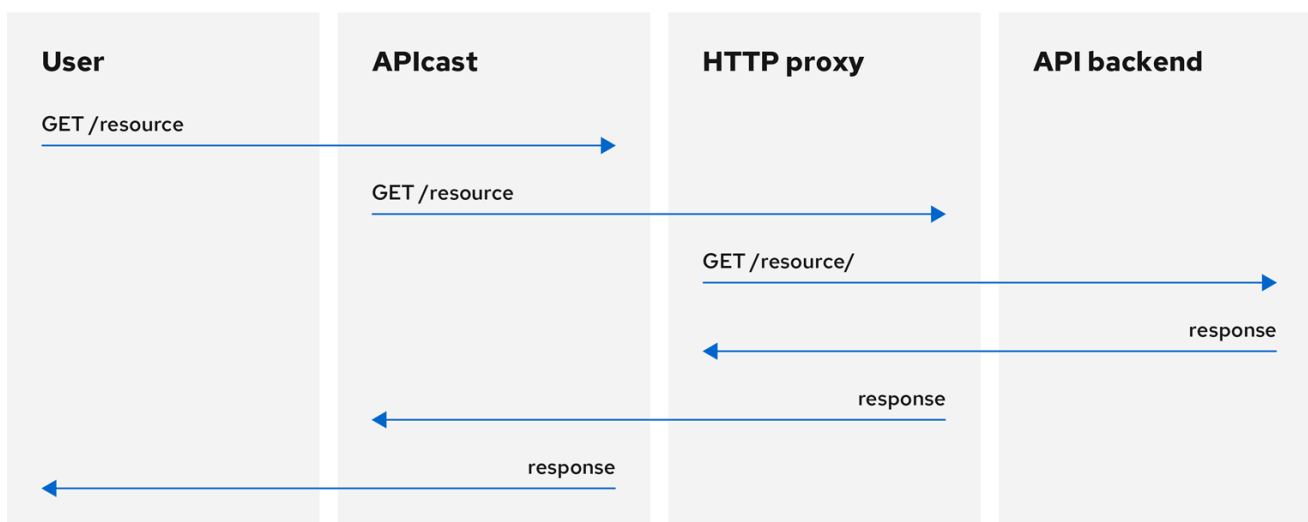 User
APIcast
HTTP proxy
API backend
GET /resource
GET /resource
GET /resource/
response
response
response